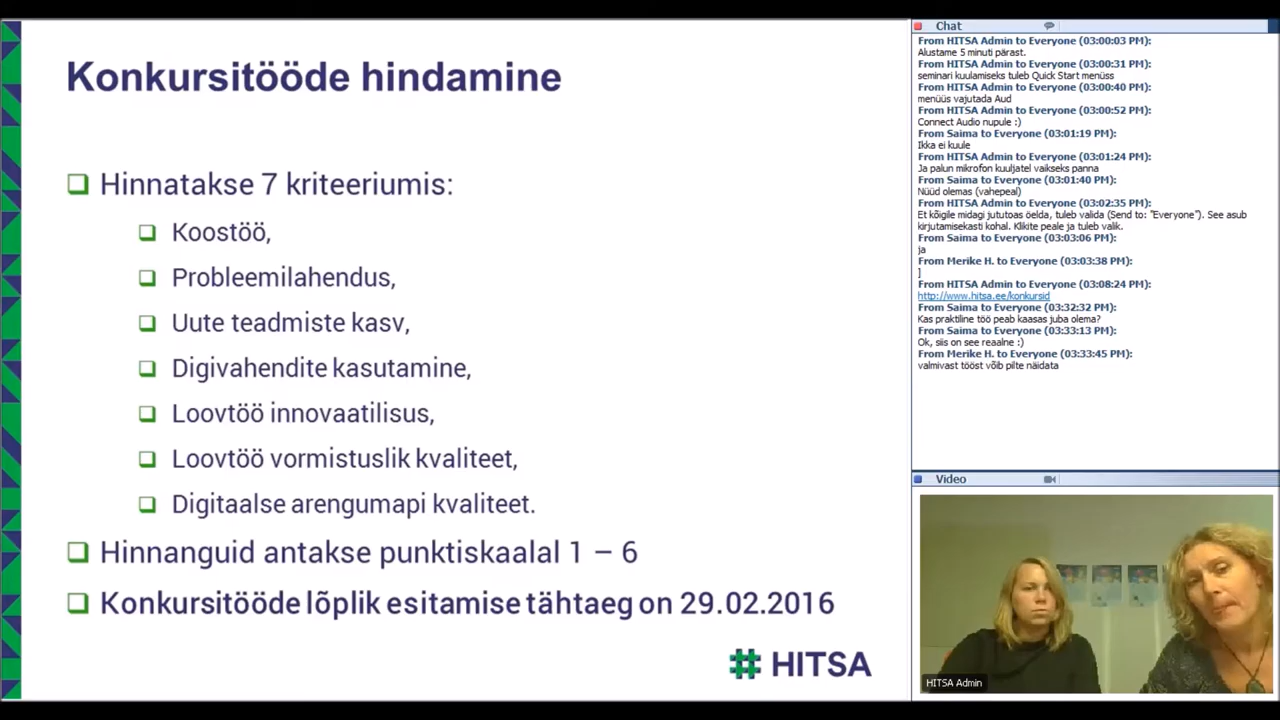 Konkursitööde hindamine
Hinnatakse 7 kriteeriumis:
Koostöö,
Probleemilahendus,
Uute teadmiste kasv,
Digivahendite kasutamine,
Loovtöö innovaatilisus,
Loovtöö vormistuslik kvaliteet,
Digitaalse arengumapi kvaliteet.
Hinnanguid antakse punktiskaalal 1 – 6
Konkursitööde lõplik esitamise tähtaeg on 29.02.2016
HITSA
Chat
From HITSA Admin to Everyone (03:00:03 PM):
Alustame 5 minuti pärast.
From HITSA Admin to Everyone (03:00:31 PM):
seminari kuulamiseks tuleb Quick Start menüss
From HITSA Admin to Everyone (03:00:40 PM):
menüüs vajutada Aud
From HITSA Admin to Everyone (03:00:52 PM):
Connect Audio nupule :)
From Saima to Everyone (03:01:19 PM):
Ikka ei kuule
From HITSA Admin to Everyone (03:01:24 PM):
Ja palun mikrofon kuuljatel vaikseks panna
From Saima to Everyone (03:01:40 PM):
Nüüd olemas (vahepeal)
From HITSA Admin to Everyone (03:02:35 PM):
Et kõigile midagi jututoas öelda, tuleb valida (Send to: "Everyone"). See asub
kirjutamisekasti kohal. Klikite peale ja tuleb valik.
From Saima to Everyone (03:03:06 PM):
ja
From Merike H. to Everyone (03:03:38 PM):
]
From HITSA Admin to Everyone (03:08:24 PM):
http://www.hitsa.ee/konkursid
From Saima to Everyone (03:32:32 PM):
Kas praktiline töö peab kaasas juba olema?
From Saima to Everyone (03:33:13 PM):
Ok, siis on see reaalne :)
From Merike H. to Everyone (03:33:45 PM):
valmivast tööst võib pilte näidata
Video
HITSA Admin